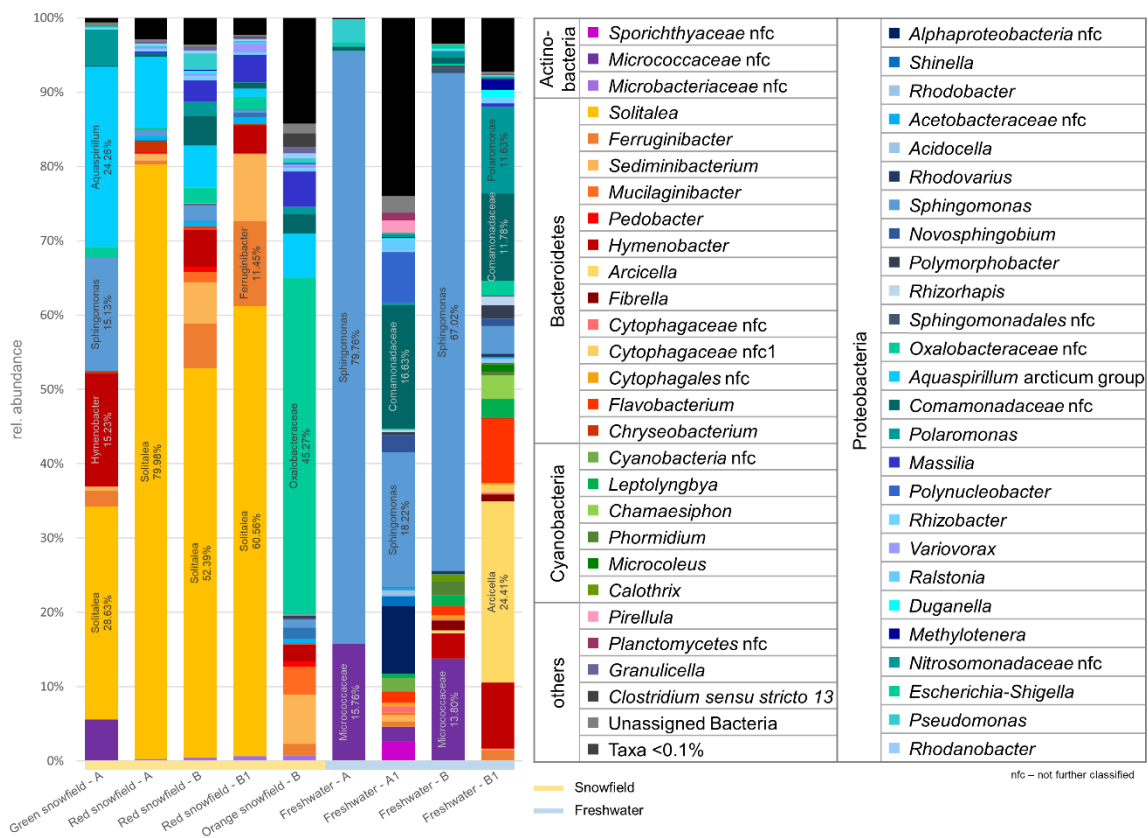 rel. abundance
100%
90%
80%
70%
60%
50%
40%
30%
20%
10%
0%
Aquaspirillum
24.26%
Sphingomonas
15.13%
Hymenobacter
15.23%
Solitalea
28.63%
Solitalea
79.98%
Solitalea
52.39%
Ferruginibacter
11.45%
Solitalea
60.56%
Oxalobacteraceae
45.27%
Sphingomonas
79.76%
Micrococcaceae
15.76%
Comamonadaceae
16.63%
Sphingomonas
18.22%
Sphingomonas
67.02%
Micrococcaceae
13.80%
Polaromonas
11.63%
Comamonadaceae
11.78%
Arcicella
24.41%
Green snowfield - A
Red snowfield - A
Red snowfield - B
Red snowfield - B1
Orange snowfield - B
Freshwater - A
Freshwater - A1
Freshwater - B
Freshwater - B1
Snowfield
Freshwater
Actino-
bacteria
Sporichthyaceae nfc
Micrococcaceae nfc
Microbacteriaceae nfc
Bacteroidetes
Solitalea
Ferruginibacter
Sediminibacterium
Mucilaginibacter
Pedobacter
Hymenobacter
Arcicella
Fibrella
Cytophagaceae nfc
Cytophagaceae nfc1
Cytophagales nfc
Flavobacterium
Chryseobacterium
Cyanobacteria
Cyanobacteria nfc
Leptolyngbya
Chamaesiphon
Phormidium
Microcoleus
Calothrix
others
Pirellula
Planctomycetes nfc
Granulicella
Clostridium sensu stricto 13
Unassigned Bacteria
Taxa <0.1%
Proteobacteria
Alphaproteobacteria nfc
Shinella
Rhodobacter
Acetobacteraceae nfc
Acidocella
Rhodovarius
Sphingomonas
Novosphingobium
Polymorphobacter
Rhizorhapis
Sphingomonadales nfc
Oxalobacteraceae nfc
Aquaspirillum arcticum group
Comamonadaceae nfc
Polaromonas
Massilia
Polynucleobacter
Rhizobacter
Variovorax
Ralstonia
Duganella
Methylotenera
Nitrosomonadaceae nfc
Escherichia-Shigella
Pseudomonas
Rhodanobacter
nfc – not further classified